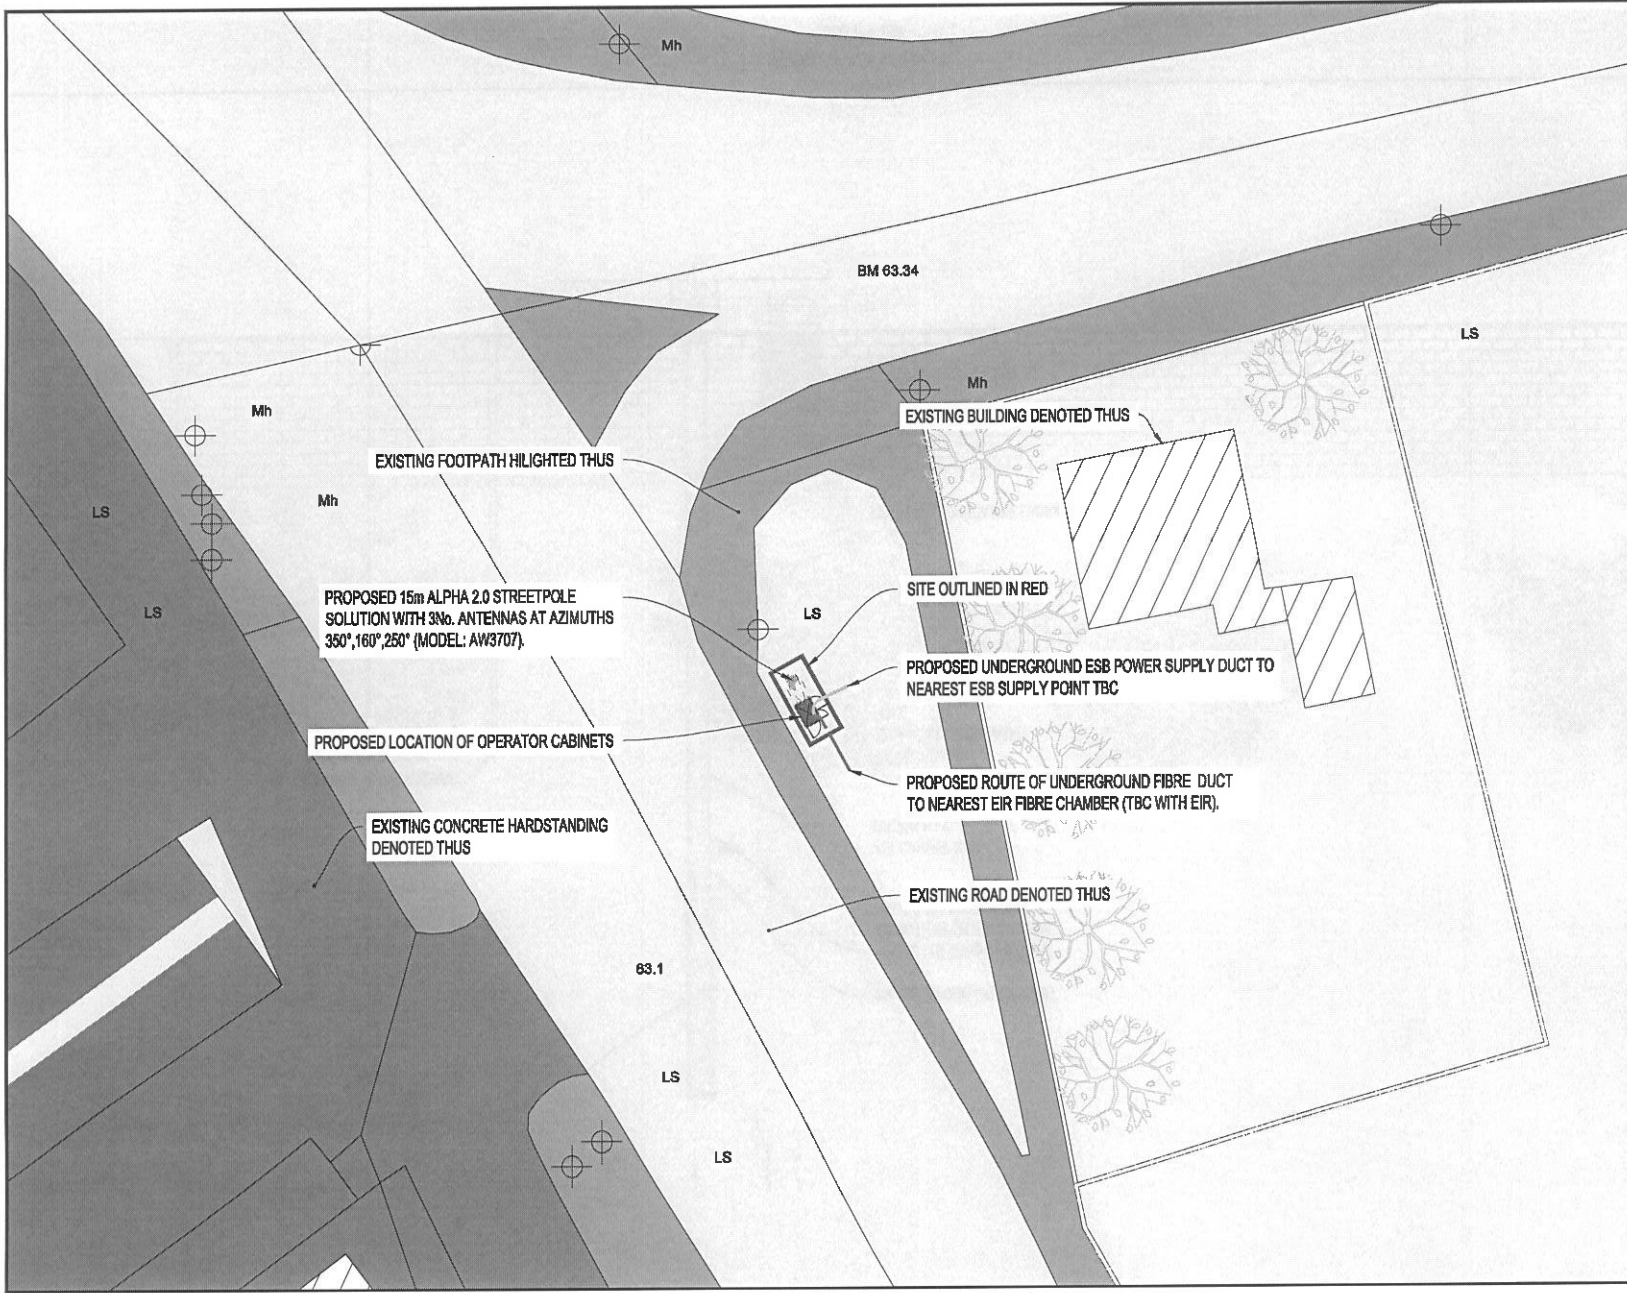 Mh
BM 63.34
LS
Mh
Mh
EXISTING BUILDING DENOTED THUS
EXISTING FOOTPATH HILIGHTED THUS
Mh
LS
SITE OUTLINED IN RED
PROPOSED 15m ALPHA 2.0 STREETPOLE
SOLUTION WITH 3No. ANTENNAS AT AZIMUTHS
350°,160°,250° (MODEL: AW3707).
LS
LS
PROPOSED UNDERGROUND ESB POWER SUPPLY DUCT TO
NEAREST ESB SUPPLY POINT TBC
PROPOSED LOCATION OF OPERATOR CABINETS
PROPOSED ROUTE OF UNDERGROUND FIBRE DUCT
TO NEAREST EIR FIBRE CHAMBER (TBC WITH EIR).
EXISTING CONCRETE HARDSTANDING
DENOTED THUS
EXISTING ROAD DENOTED THUS
63.1
LS
LS